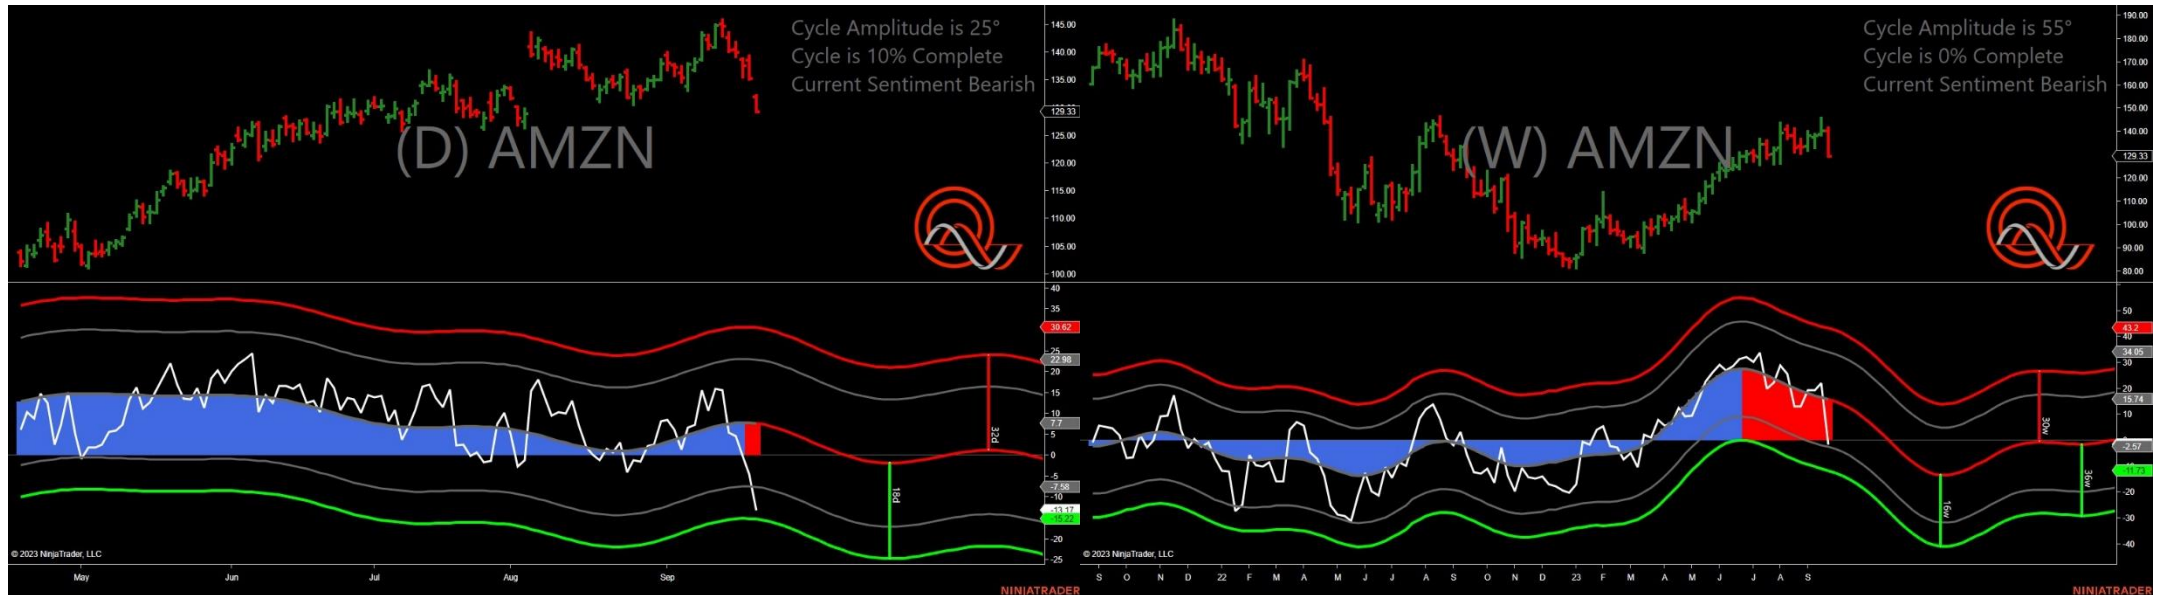 Cycle Amplitude is 25°
Cycle is 10% Complete
Current Sentiment Bearish
(D) AMZN
145.00
140.00
135.00
129.33
125.00
120.00
115.00
110.00
105.00
100.00
40
35
30.62
25
22.98
20
15
10
7.7
5
0
-7.58
-10
-13.17
-15.22
-20
-25
32d
18d
© 2023 NinjaTrader, LLC
May Jun Jul Aug Sep
NINJATRADER
Cycle Amplitude is 55°
Cycle is 0% Complete
Current Sentiment Bearish
(W) AMZN
190.00
180.00
170.00
160.00
150.00
140.00
129.33
120.00
110.00
100.00
90.00
80.00
50
43.2
40
34.05
30
20
15.74
10
-2.57
-11.73
-20
-30
-40
30w
36w
16w
© 2023 NinjaTrader, LLC
S O N D 22 F M A M J J A S O N D 23 F M A M J J A S
NINJATRADER